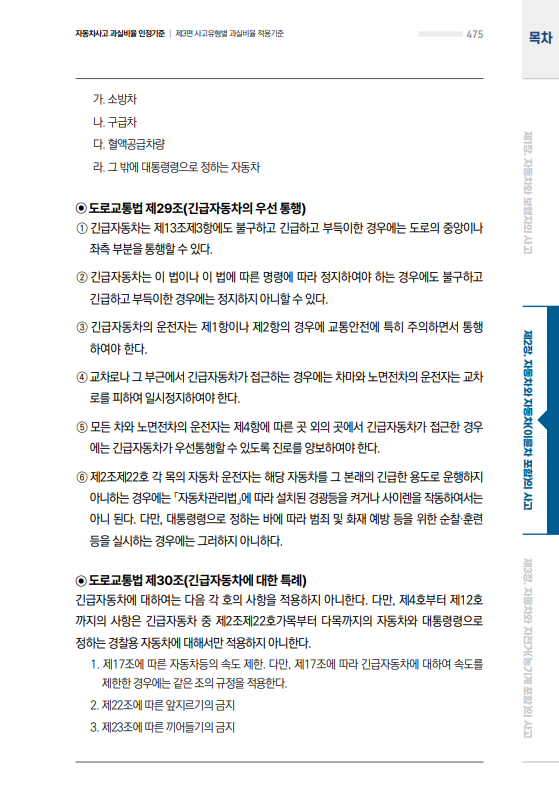 자동차사고 과실비율 인정기준 | 제3편 사고유형별 과실비율 적용기준
475
목차
가. 소방차
나. 구급차
다. 혈액공급차량
라. 그 밖에 대통령령으로 정하는 자동차
◉ 도로교통법 제29조(긴급자동차의 우선 통행)
① 긴급자동차는 제13조제3항에도 불구하고 긴급하고 부득이한 경우에는 도로의 중앙이나
좌측 부분을 통행할 수 있다.
② 긴급자동차는 이 법이나 이 법에 따른 명령에 따라 정지하여야 하는 경우에도 불구하고
긴급하고 부득이한 경우에는 정지하지 아니할 수 있다.
③ 긴급자동차의 운전자는 제1항이나 제2항의 경우에 교통안전에 특히 주의하면서 통행
하여야 한다.
④ 교차로나 그 부근에서 긴급자동차가 접근하는 경우에는 차마와 노면전차의 운전자는 교차
로를 피하여 일시정지하여야 한다.
⑤ 모든 차와 노면전차의 운전자는 제4항에 따른 곳 외의 곳에서 긴급자동차가 접근한 경우
에는 긴급자동차가 우선통행할 수 있도록 진로를 양보하여야 한다.
⑥ 제2조제22호 각 목의 자동차 운전자는 해당 자동차를 그 본래의 긴급한 용도로 운행하지
아니하는 경우에는 「자동차관리법」에 따라 설치된 경광등을 켜거나 사이렌을 작동하여서는
아니 된다. 다만, 대통령령으로 정하는 바에 따라 범죄 및 화재 예방 등을 위한 순찰·훈련
등을 실시하는 경우에는 그러하지 아니하다.
◉ 도로교통법 제30조(긴급자동차에 대한 특례)
긴급자동차에 대하여는 다음 각 호의 사항을 적용하지 아니한다. 다만, 제4호부터 제12호
까지의 사항은 긴급자동차 중 제2조제22호가목부터 다목까지의 자동차와 대통령령으로
정하는 경찰용 자동차에 대해서만 적용하지 아니한다.
1. 제17조에 따른 자동차등의 속도 제한. 다만, 제17조에 따라 긴급자동차에 대하여 속도를
제한한 경우에는 같은 조의 규정을 적용한다.
2. 제22조에 따른 앞지르기의 금지
3. 제23조에 따른 끼어들기의 금지
제1장. 자동차와 보행자의 사고
제2장. 자동차와 자동차(이륜차 포함)의 사고
제3장. 자동차와 자전거(농기계 포함)의 사고